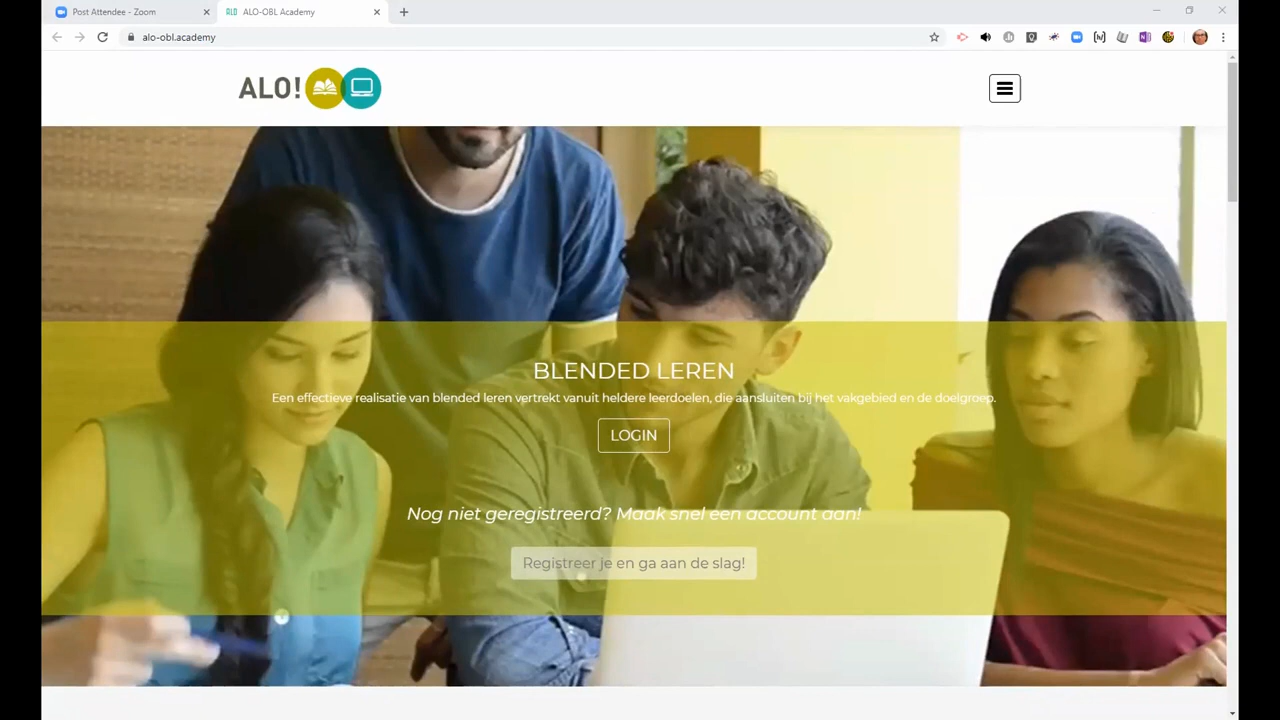 Post Attendee - Zoom
ALO ALO-OBL Academy
alo-obl.academy
ALO!
BLENDED LEREN
Een effectieve realisatie van blended leren vertrekt vanuit heldere leerdoelen, die aansluiten bij het vakgebied en de doelgroep.
LOGIN
Nog niet geregistreerd? Maak snel een account aan!
Registreer je en ga aan de slag!